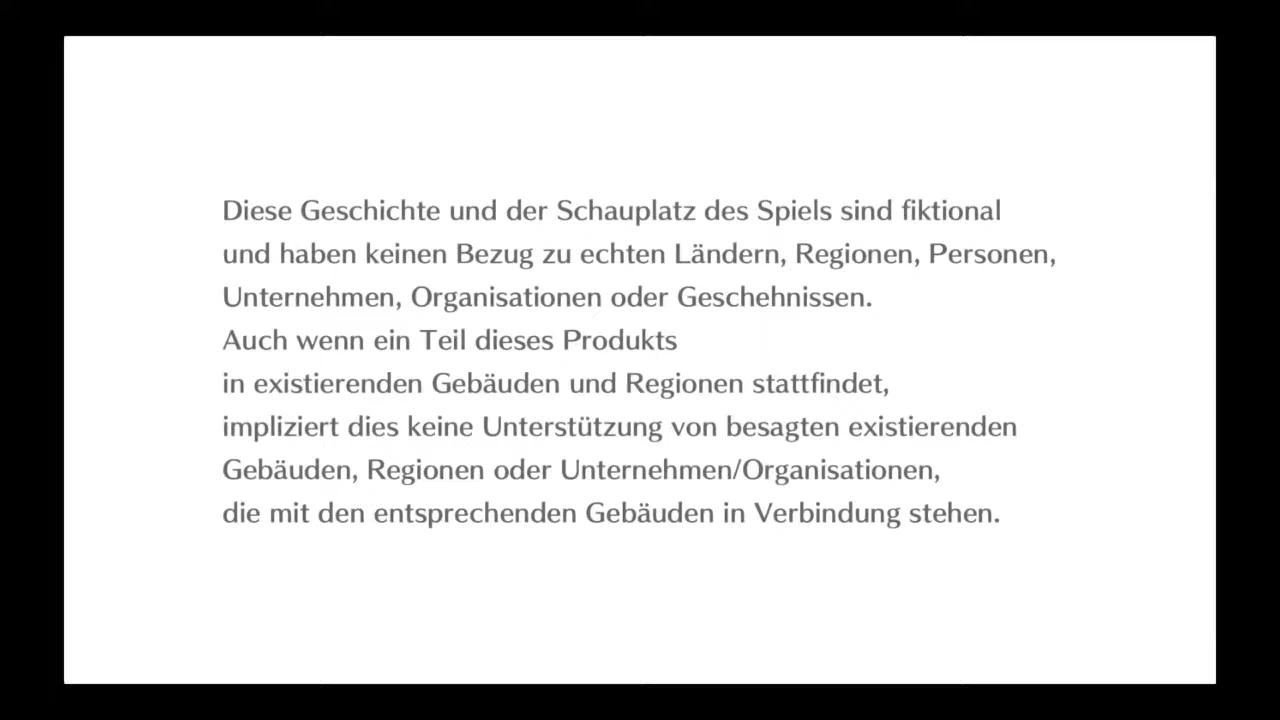 Diese Geschichte und der Schauplatz des Spiels sind fiktional
und haben keinen Bezug zu echten Ländern, Regionen, Personen,
Unternehmen, Organisationen oder Geschehnissen.
Auch wenn ein Teil dieses Produkts
in existierenden Gebäuden und Regionen stattfindet,
impliziert dies keine Unterstützung von besagten existierenden
Gebäuden, Regionen oder Unternehmen/Organisationen,
die mit den entsprechenden Gebäuden in Verbindung stehen.